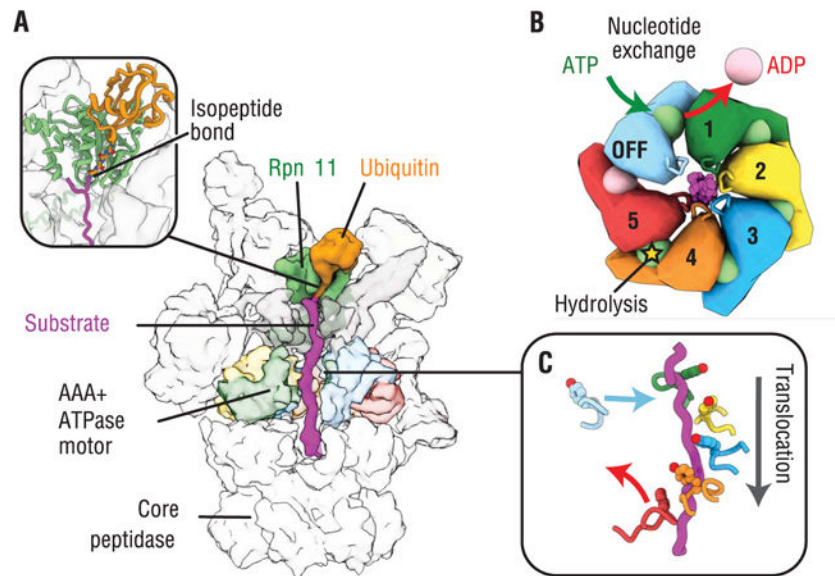 A
Isopeptide
bond
Rpn 11
Ubiquitin
Substrate
AAA+
ATPase
motor
Core
peptidase
B
Nucleotide
exchange
ATP
ADP
OFF
1
2
3
4
5
Hydrolysis
C
Translocation